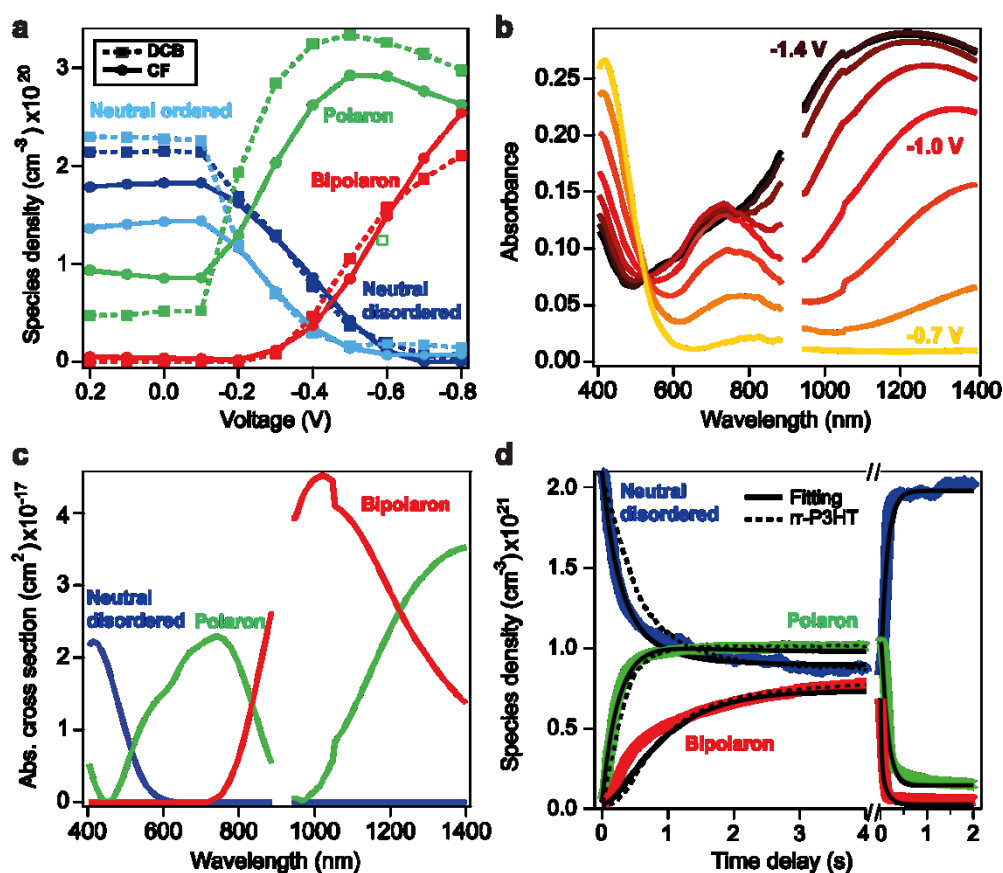 a
DCB
CF
Neutral ordered
Polaron
Bipolaron
Neutral
disordered
Species density (cm⁻³) x10²⁰
3
2
1
0
0.2 0.0 -0.2 -0.4 -0.6 -0.8
Voltage (V)
b
-1.4 V
-1.0 V
-0.7 V
Absorbance
0.25
0.20
0.15
0.10
0.05
0.00
400 600 800 1000 1200 1400
Wavelength (nm)
c
Bipolaron
Neutral
disordered
Polaron
Abs. cross section (cm²) x10⁻¹⁷
4
3
2
1
0
400 600 800 1000 1200 1400
Wavelength (nm)
d
Neutral
disordered
Fitting
rr-P3HT
Polaron
Bipolaron
Species density (cm⁻³) x10²¹
2.0
1.5
1.0
0.5
0.0
0 1 2 3 4 0 1 2
Time delay (s)